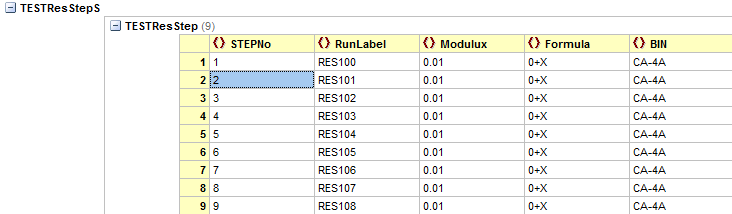 TESTResStepS
TESTResStep (9)
STEPNo RunLabel Modulux Formula BIN
1 1 RES100 0.01 0+X CA-4A
2 2 RES101 0.01 0+X CA-4A
3 3 RES102 0.01 0+X CA-4A
4 4 RES103 0.01 0+X CA-4A
5 5 RES104 0.01 0+X CA-4A
6 6 RES105 0.01 0+X CA-4A
7 7 RES106 0.01 0+X CA-4A
8 8 RES107 0.01 0+X CA-4A
9 9 RES108 0.01 0+X CA-4A